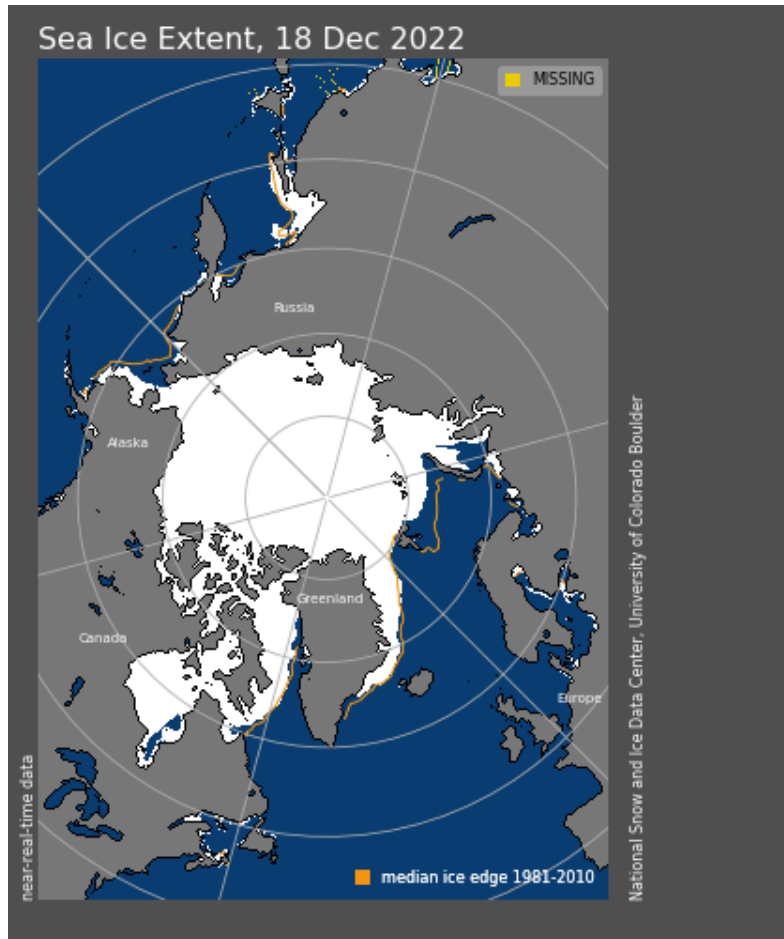 Sea Ice Extent, 18 Dec 2022
MISSING
Russia
Alaska
Greenland
Canada
Europe
median ice edge 1981-2010
near-real-time data
National Snow and Ice Data Center, University of Colorado Boulder